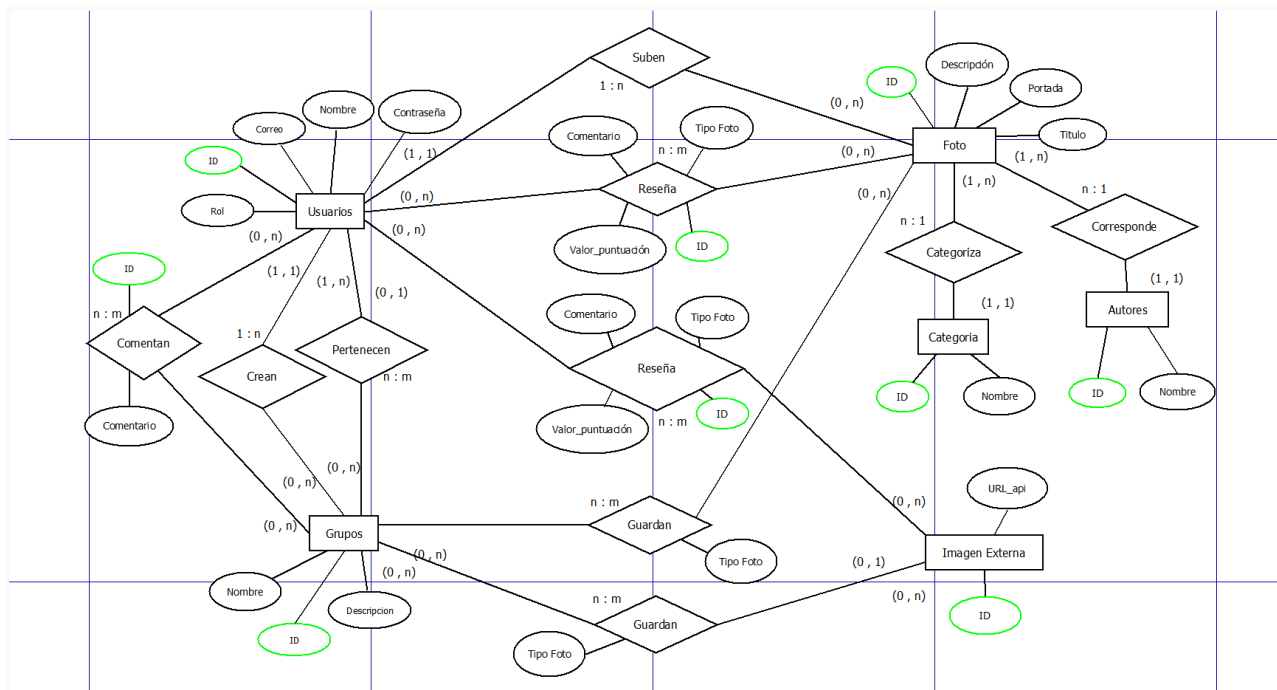 Suben
1 : n
Descripción
ID
Portada
(0 , n)
Nombre
Contraseña
Correo
Comentario
Tipo Foto
n : m
Titulo
Foto
(1 , 1)
(0 , n)
(1 , n)
ID
(1 , n)
n : 1
Reseña
(0 , n)
(0 , n)
Rol
Usuarios
n : 1
Corresponde
(0 , n)
(0 , n)
Valor_puntuación
ID
Categoriza
ID
(1 , 1)
(1 , n)
(0 , 1)
(1 , 1)
(1 , 1)
Comentario
Tipo Foto
Autores
n : m
1 : n
Comentan
Pertenecen
Categoria
Crean
n : m
Reseña
ID
Nombre
ID
Nombre
Comentario
Valor_puntuación
ID
n : m
(0 , n)
(0 , n)
URL_api
n : m
(0 , n)
(0 , n)
Grupos
Guardan
Imagen Externa
(0 , n)
Tipo Foto
(0 , 1)
(0 , n)
Nombre
n : m
(0 , n)
Descripcion
ID
ID
Guardan
Tipo Foto